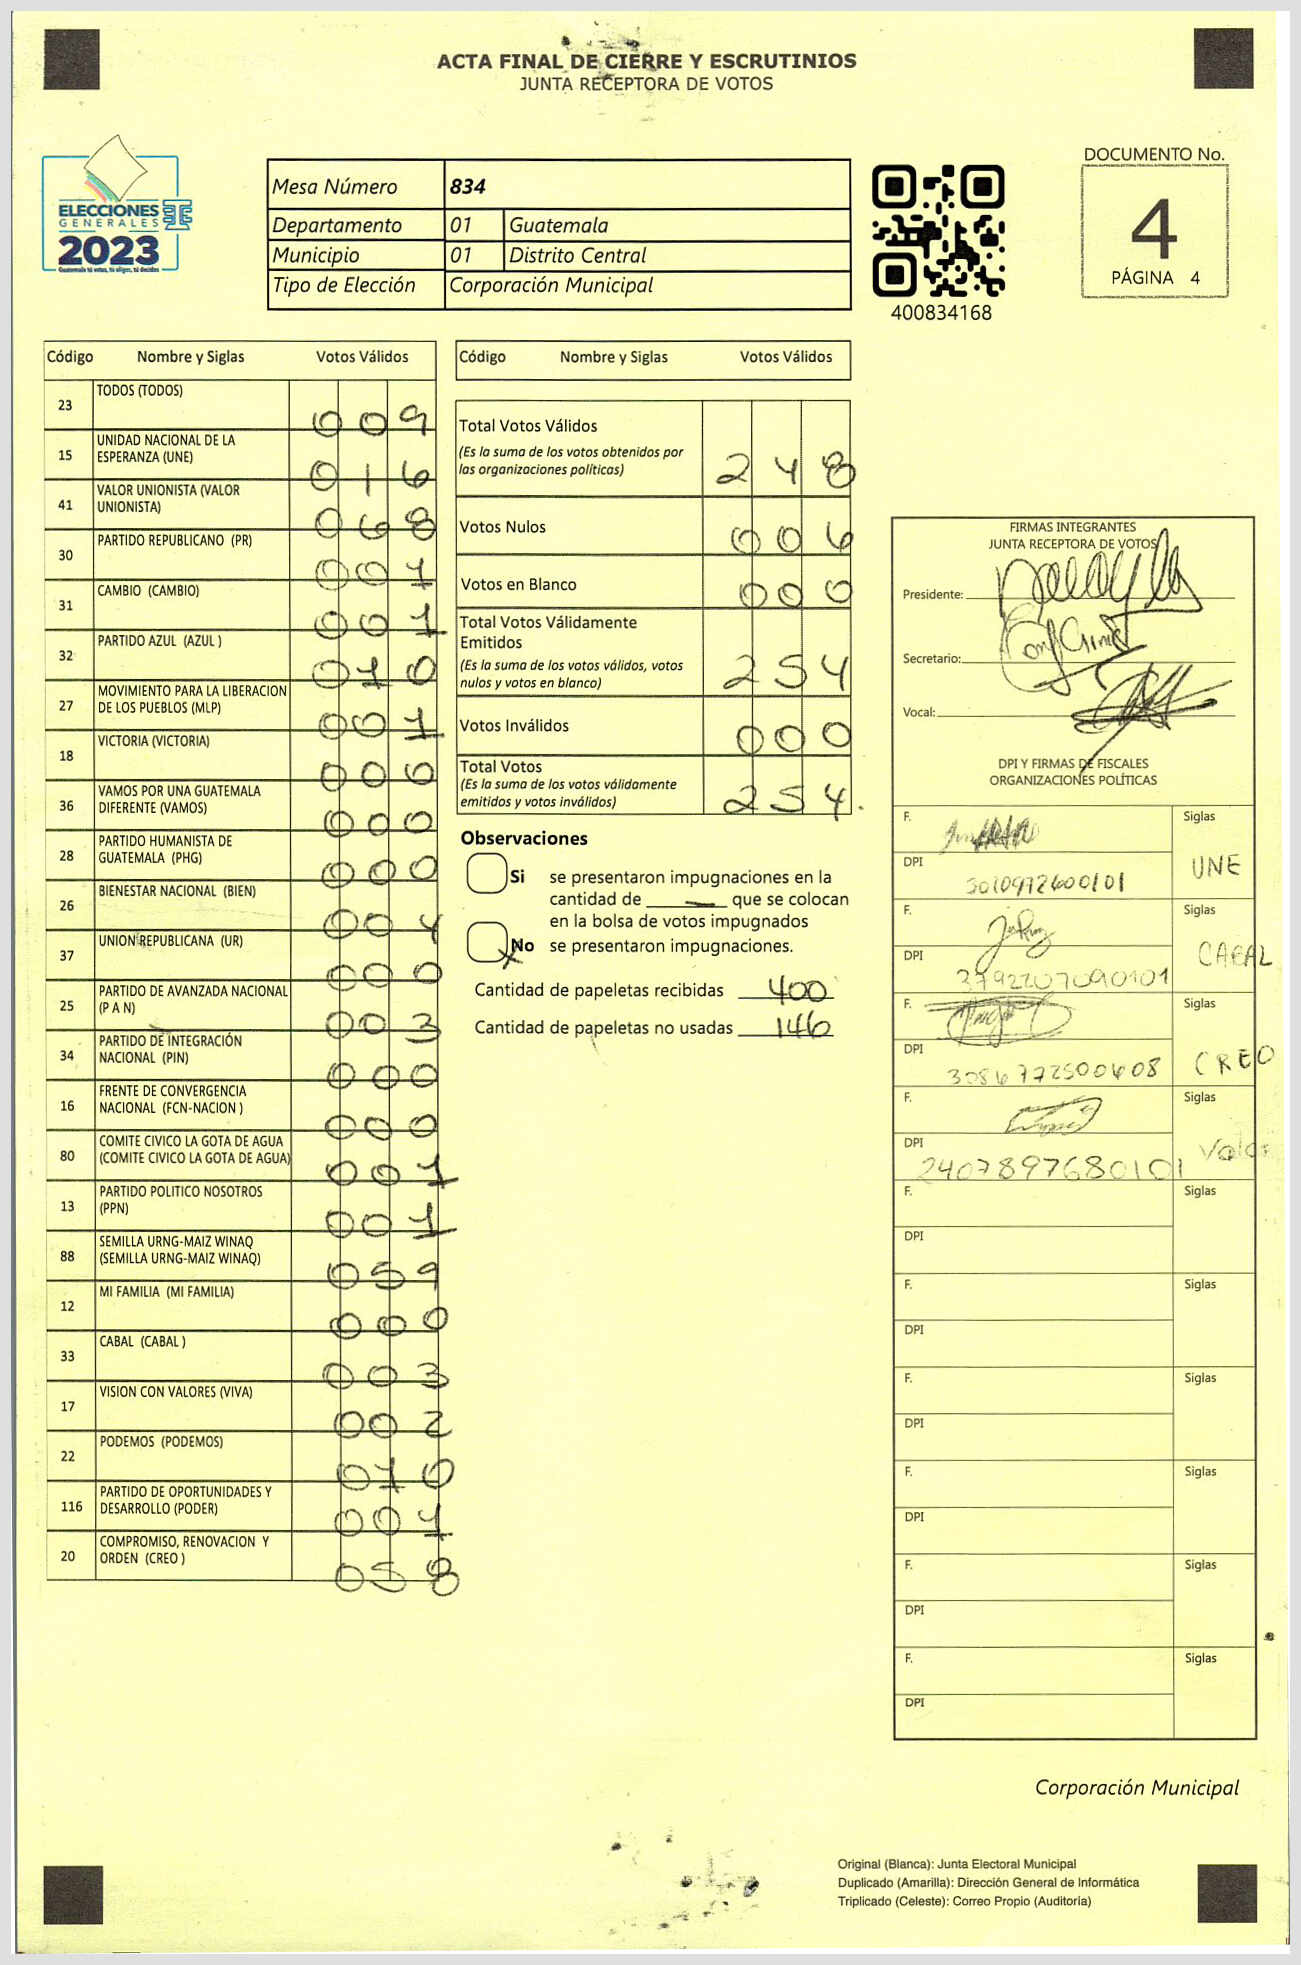 ACTA FINAL DE CIERRE Y ESCRUTINIOS
JUNTA RECEPTORA DE VOTOS
ELECCIONES
GENERALES
2023
Guatemala tú votas, tú eliges, tú decides
Mesa Número 834
Departamento 01 Guatemala
Municipio 01 Distrito Central
Tipo de Elección Corporación Municipal
400834168
DOCUMENTO No.
4
PÁGINA 4
Código Nombre y Siglas Votos Válidos
23 TODOS (TODOS) 009
15 UNIDAD NACIONAL DE LA ESPERANZA (UNE) 016
41 VALOR UNIONISTA (VALOR UNIONISTA) 068
30 PARTIDO REPUBLICANO (PR) 001
31 CAMBIO (CAMBIO) 001
32 PARTIDO AZUL (AZUL ) 010
27 MOVIMIENTO PARA LA LIBERACION DE LOS PUEBLOS (MLP) 001
18 VICTORIA (VICTORIA) 000
36 VAMOS POR UNA GUATEMALA DIFERENTE (VAMOS) 000
28 PARTIDO HUMANISTA DE GUATEMALA (PHG) 000
26 BIENESTAR NACIONAL (BIEN) 004
37 UNION REPUBLICANA (UR) 000
25 PARTIDO DE AVANZADA NACIONAL (P A N) 003
34 PARTIDO DE INTEGRACIÓN NACIONAL (PIN) 000
16 FRENTE DE CONVERGENCIA NACIONAL (FCN-NACION ) 000
80 COMITE CIVICO LA GOTA DE AGUA (COMITE CIVICO LA GOTA DE AGUA) 001
13 PARTIDO POLITICO NOSOTROS (PPN) 001
88 SEMILLA URNG-MAIZ WINAQ (SEMILLA URNG-MAIZ WINAQ) 059
12 MI FAMILIA (MI FAMILIA) 000
33 CABAL (CABAL ) 003
17 VISION CON VALORES (VIVA) 002
22 PODEMOS (PODEMOS) 010
116 PARTIDO DE OPORTUNIDADES Y DESARROLLO (PODER) 001
20 COMPROMISO, RENOVACION Y ORDEN (CREO ) 058
Código Nombre y Siglas Votos Válidos
Total Votos Válidos
(Es la suma de los votos obtenidos por
las organizaciones políticas) 248
Votos Nulos 006
Votos en Blanco 000
Total Votos Válidamente
Emitidos
(Es la suma de los votos válidos, votos
nulos y votos en blanco) 254
Votos Inválidos 000
Total Votos
(Es la suma de los votos válidamente
emitidos y votos inválidos) 254.
Observaciones
Si se presentaron impugnaciones en la
cantidad de ____ que se colocan
en la bolsa de votos impugnados
X No se presentaron impugnaciones.
Cantidad de papeletas recibidas 400
Cantidad de papeletas no usadas 146
FIRMAS INTEGRANTES
JUNTA RECEPTORA DE VOTOS
Presidente:
Secretario:
Vocal:
DPI Y FIRMAS DE FISCALES
ORGANIZACIONES POLÍTICAS
F. Siglas
DPI 3010972600101 UNE
F. Siglas
DPI 3792207090101 CABAL
F. Siglas
DPI 3086772500608 CREO
F. Siglas
DPI 2407897680101 Valor
F. Siglas
DPI
F. Siglas
DPI
F. Siglas
DPI
F. Siglas
DPI
F. Siglas
DPI
F. Siglas
DPI
Corporación Municipal
Original (Blanca): Junta Electoral Municipal
Duplicado (Amarilla): Dirección General de Informática
Triplicado (Celeste): Correo Propio (Auditoría)